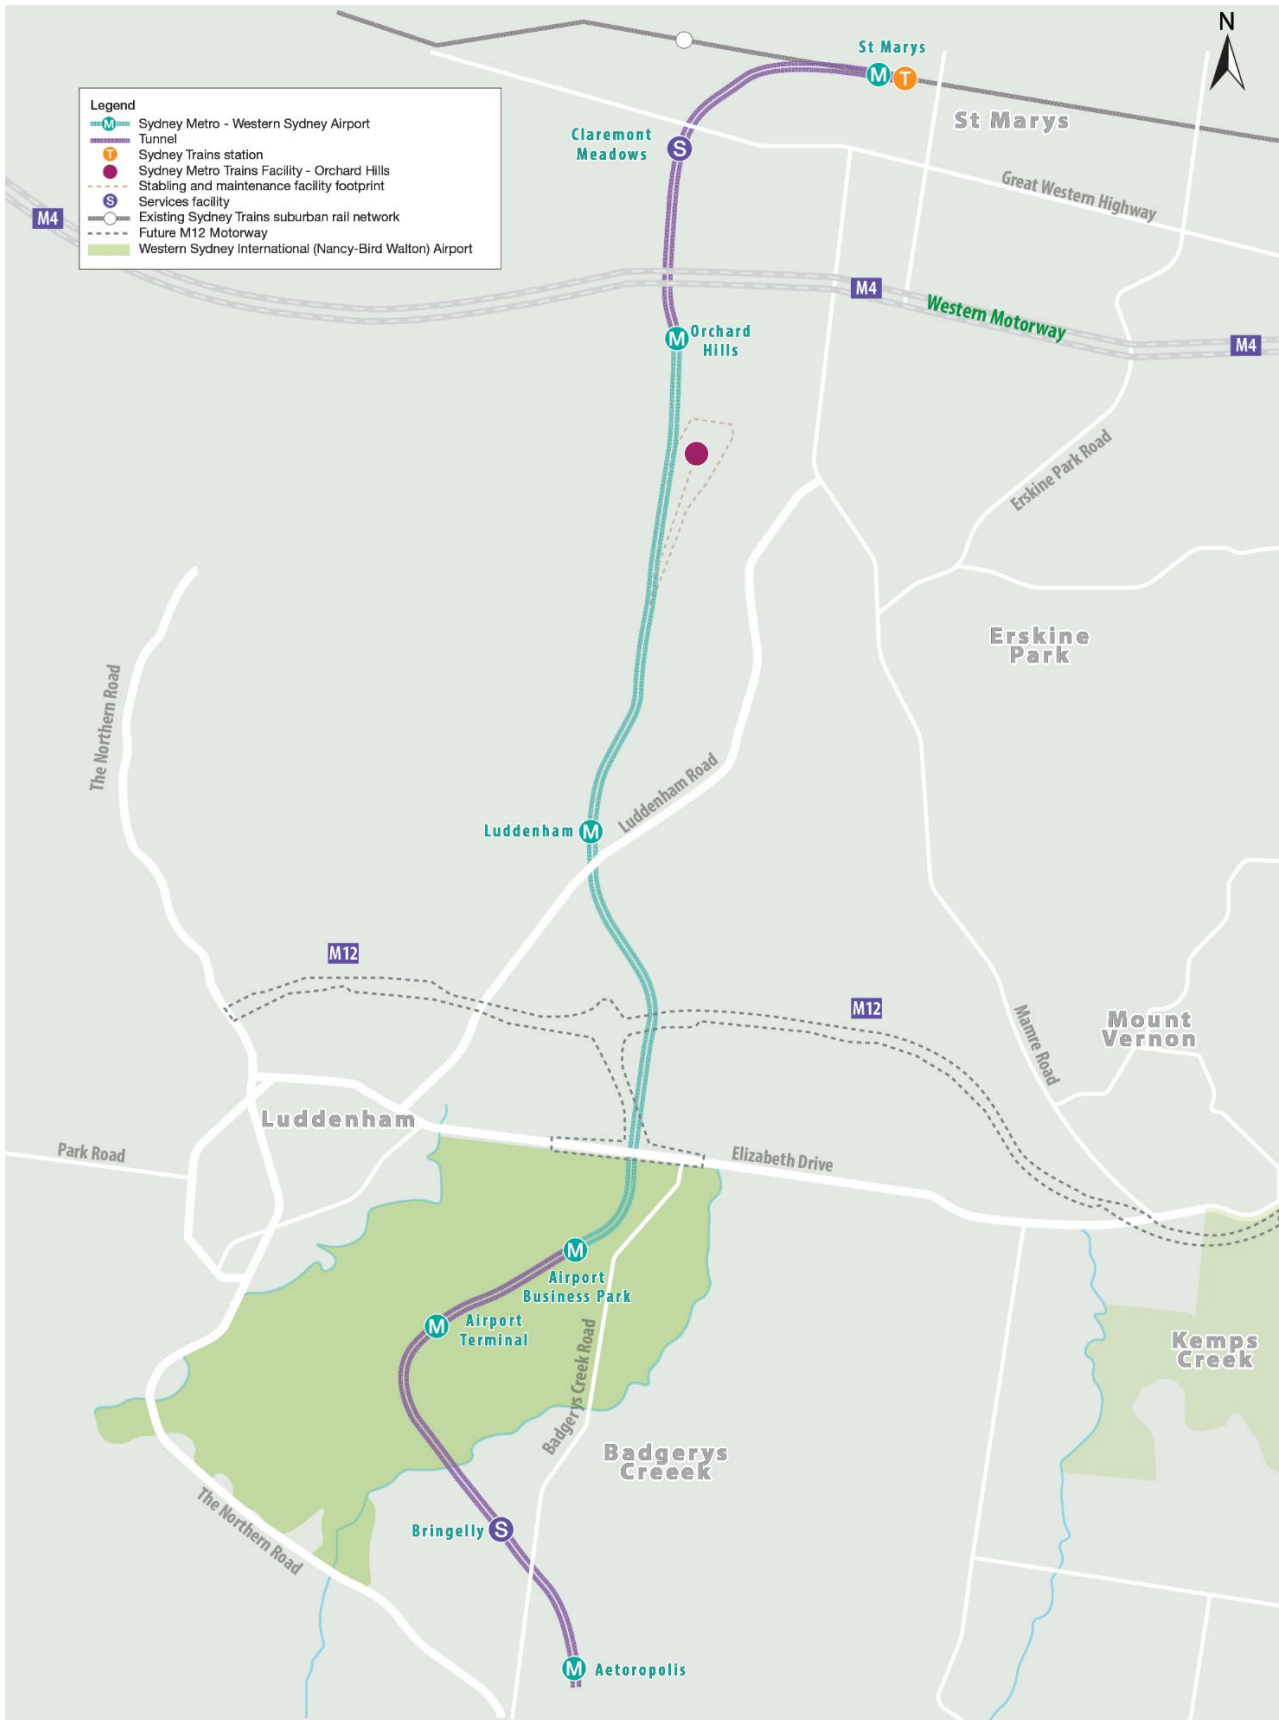 N
St Marys
M
T
Legend
M Sydney Metro - Western Sydney Airport
Tunnel
T Sydney Trains station
Sydney Metro Trains Facility - Orchard Hills
Stabling and maintenance facility footprint
S Services facility
Existing Sydney Trains suburban rail network
Future M12 Motorway
Western Sydney International (Nancy-Bird Walton) Airport
St Marys
Claremont
Meadows
S
Great Western Highway
M4
M4
Western Motorway
M4
M
Orchard
Hills
Erskine Park Road
Erskine
Park
The Northern Road
Luddenham Road
Luddenham
M
M12
M12
Mamre Road
Mount
Vernon
Luddenham
Park Road
Elizabeth Drive
M
Airport
Business Park
M
Airport
Terminal
Badgerys Creek Road
Kemps
Creek
Badgerys
Creeek
The Northern Road
Bringelly
S
M
Aetoropolis